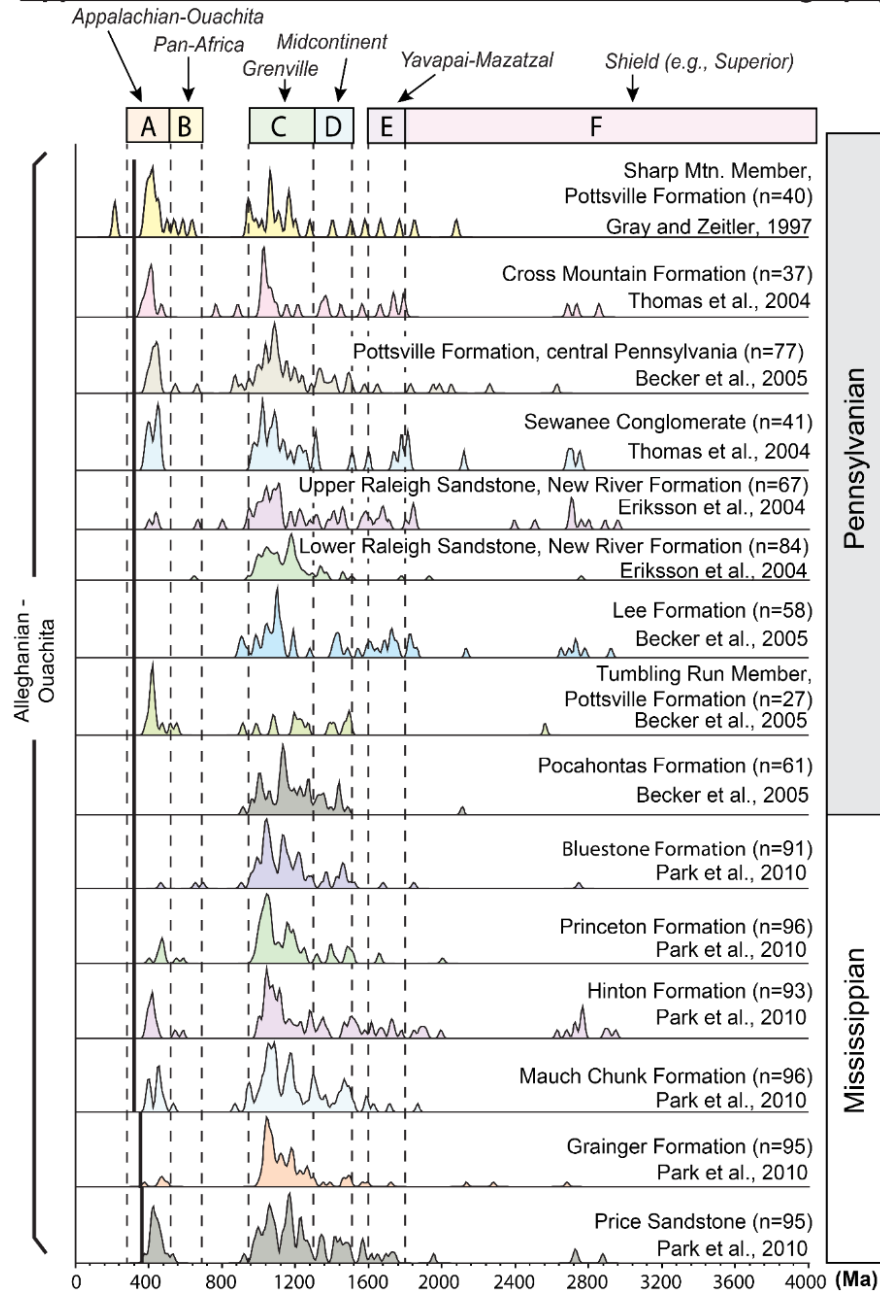 Appalachian-Ouachita
Pan-Africa
Midcontinent
Grenville
Yavapai-Mazatzal
Shield (e.g., Superior)
A
B
C
D
E
F
Sharp Mtn. Member,
Pottsville Formation (n=40)
Gray and Zeitler, 1997
Cross Mountain Formation (n=37)
Thomas et al., 2004
Pottsville Formation, central Pennsylvania (n=77)
Becker et al., 2005
Sewanee Conglomerate (n=41)
Thomas et al., 2004
Upper Raleigh Sandstone, New River Formation (n=67)
Eriksson et al., 2004
Lower Raleigh Sandstone, New River Formation (n=84)
Eriksson et al., 2004
Lee Formation (n=58)
Becker et al., 2005
Tumbling Run Member,
Pottsville Formation (n=27)
Becker et al., 2005
Pocahontas Formation (n=61)
Becker et al., 2005
Bluestone Formation (n=91)
Park et al., 2010
Princeton Formation (n=96)
Park et al., 2010
Hinton Formation (n=93)
Park et al., 2010
Mauch Chunk Formation (n=96)
Park et al., 2010
Grainger Formation (n=95)
Park et al., 2010
Price Sandstone (n=95)
Park et al., 2010
Alleghanian -
Ouachita
Pennsylvanian
Mississippian
0 400 800 1200 1600 2000 2400 2800 3200 3600 4000 (Ma)